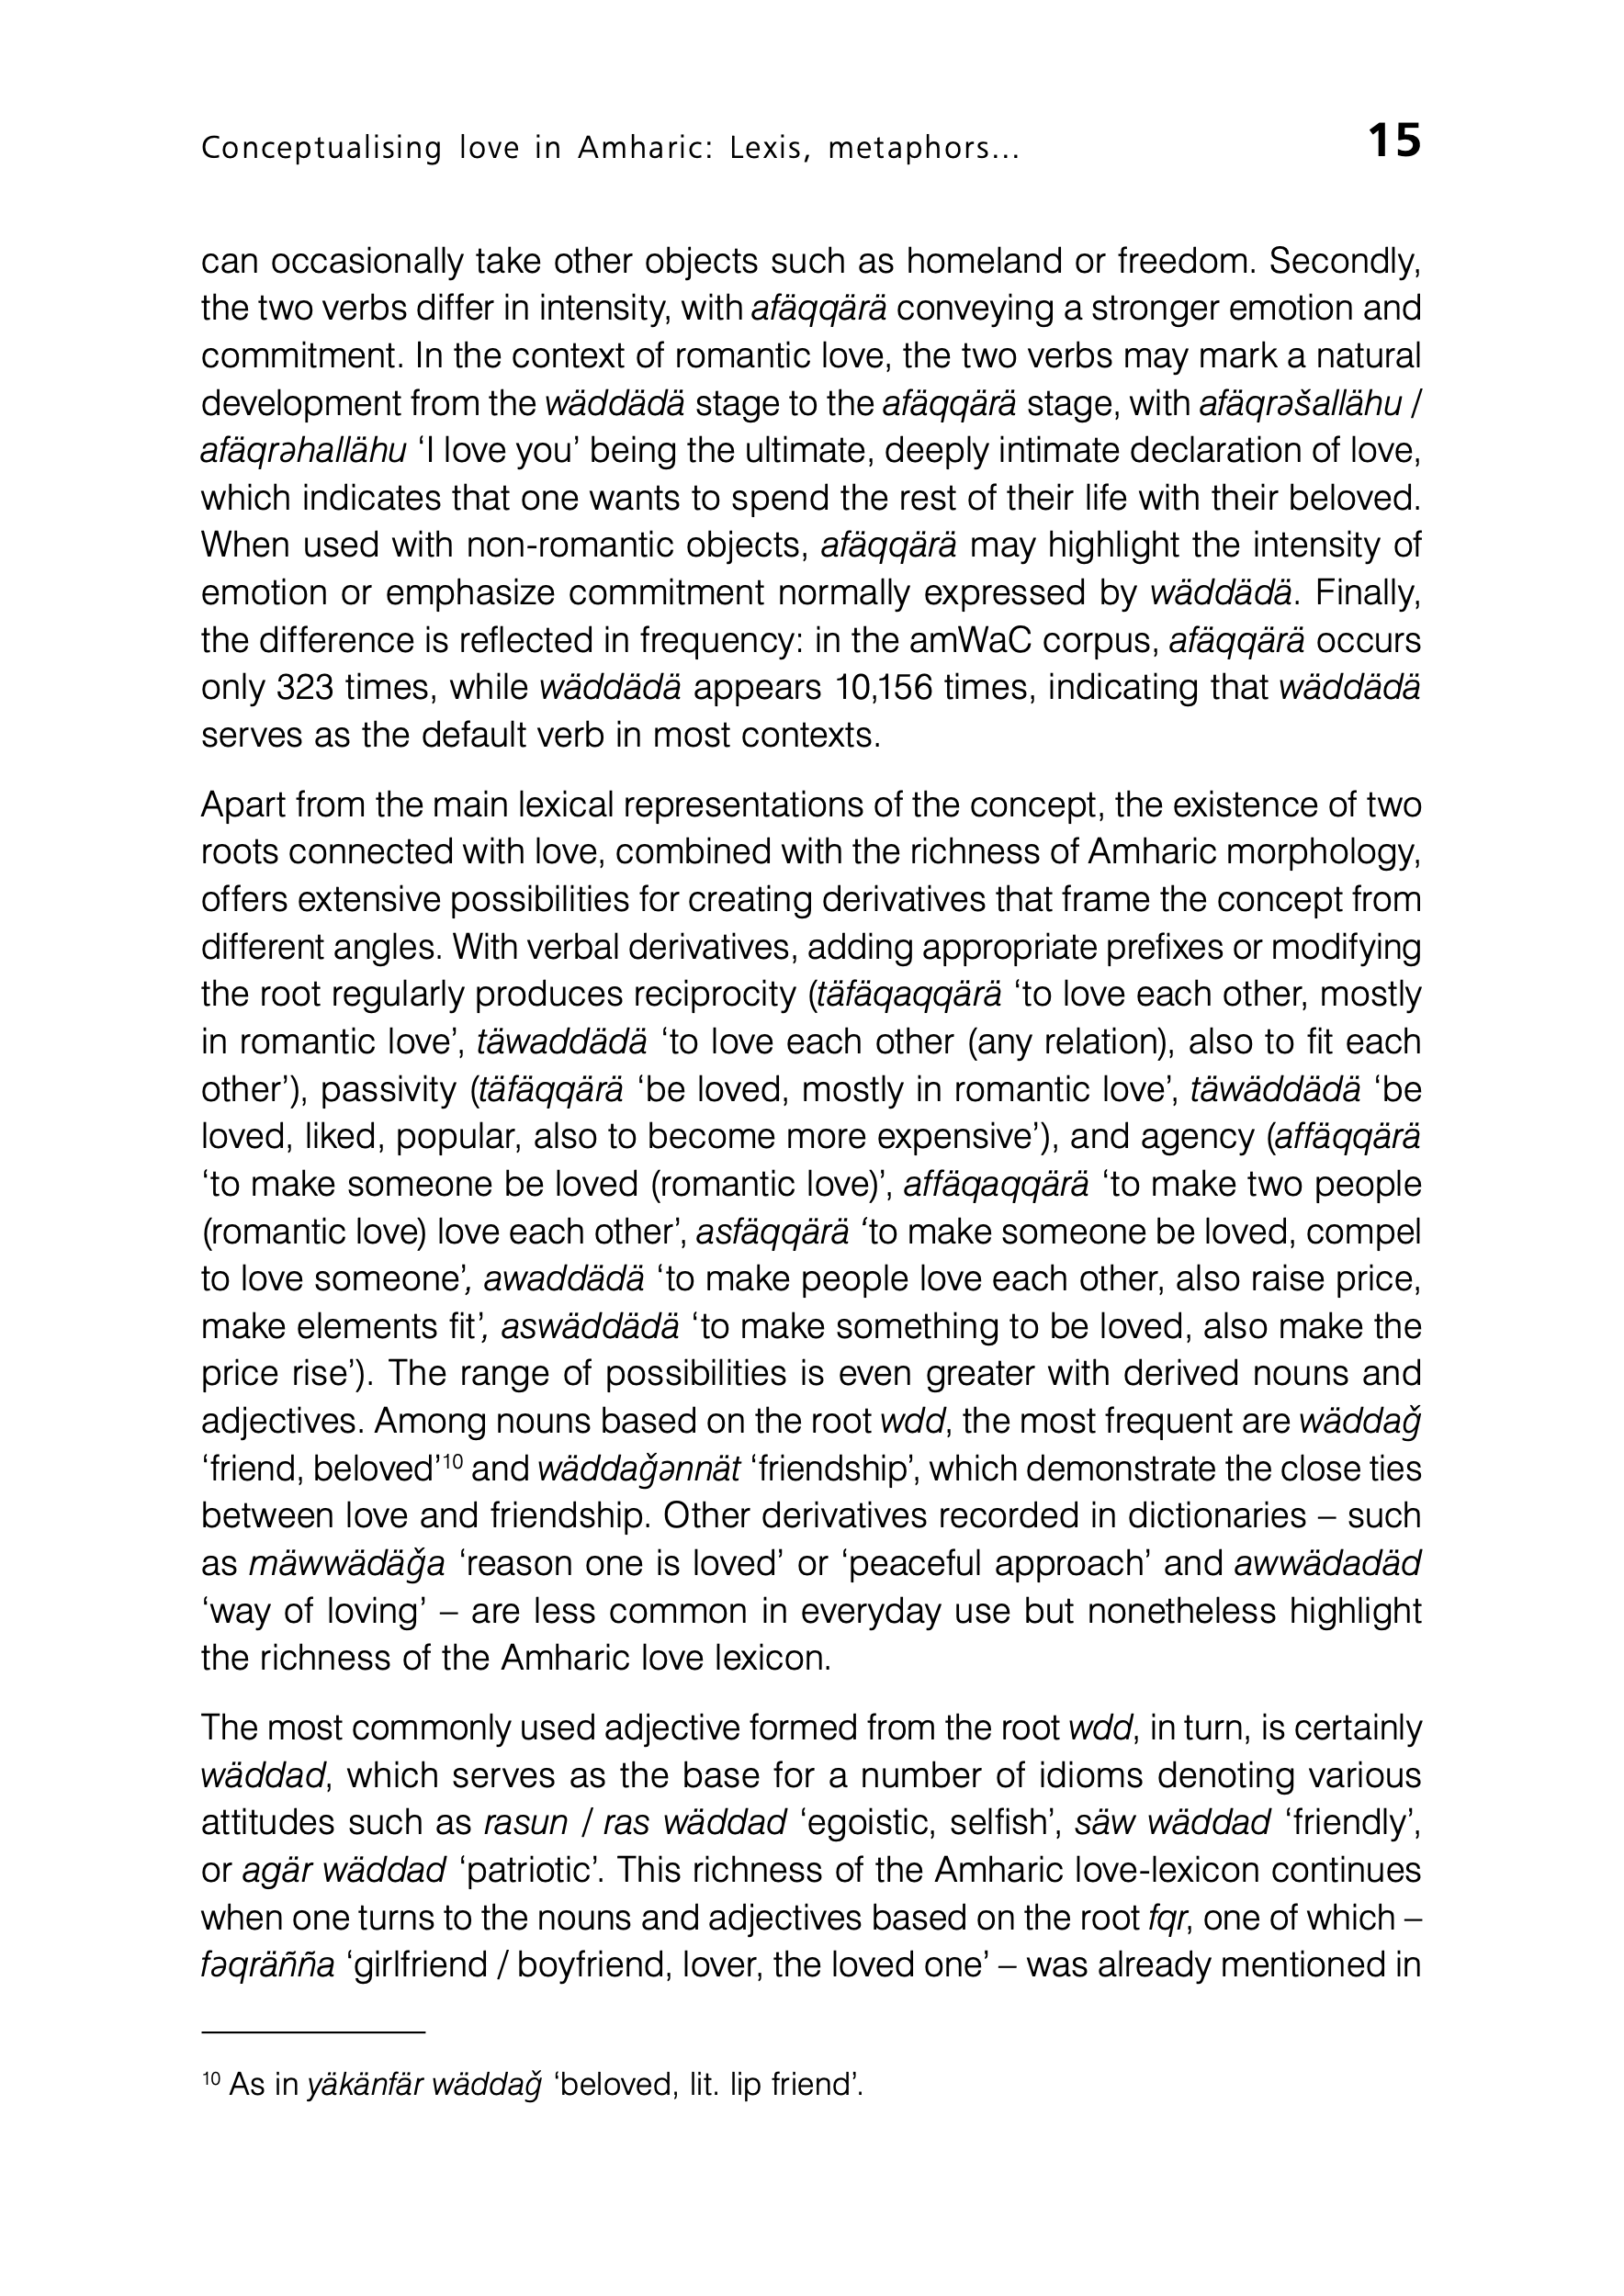 Conceptualising love in Amharic: Lexis, metaphors...
15
can occasionally take other objects such as homeland or freedom. Secondly,
the two verbs differ in intensity, with afäqqärä conveying a stronger emotion and
commitment. In the context of romantic love, the two verbs may mark a natural
development from the wäddädä stage to the afäqqärä stage, with afäqrəšallähu /
afäqrəhallähu ‘I love you’ being the ultimate, deeply intimate declaration of love,
which indicates that one wants to spend the rest of their life with their beloved.
When used with non-romantic objects, afäqqärä may highlight the intensity of
emotion or emphasize commitment normally expressed by wäddädä. Finally,
the difference is reflected in frequency: in the amWaC corpus, afäqqärä occurs
only 323 times, while wäddädä appears 10,156 times, indicating that wäddädä
serves as the default verb in most contexts.
Apart from the main lexical representations of the concept, the existence of two
roots connected with love, combined with the richness of Amharic morphology,
offers extensive possibilities for creating derivatives that frame the concept from
different angles. With verbal derivatives, adding appropriate prefixes or modifying
the root regularly produces reciprocity (täfäqaqqärä ‘to love each other, mostly
in romantic love’, täwaddädä ‘to love each other (any relation), also to fit each
other’), passivity (täfäqqärä ‘be loved, mostly in romantic love’, täwäddädä ‘be
loved, liked, popular, also to become more expensive’), and agency (affäqqärä
‘to make someone be loved (romantic love)’, affäqaqqärä ‘to make two people
(romantic love) love each other’, asfäqqärä ‘to make someone be loved, compel
to love someone’, awaddädä ‘to make people love each other, also raise price,
make elements fit’, aswäddädä ‘to make something to be loved, also make the
price rise’). The range of possibilities is even greater with derived nouns and
adjectives. Among nouns based on the root wdd, the most frequent are wäddaǧ
‘friend, beloved’¹⁰ and wäddaǧənnät ‘friendship’, which demonstrate the close ties
between love and friendship. Other derivatives recorded in dictionaries – such
as mäwwädäǧa ‘reason one is loved’ or ‘peaceful approach’ and awwädadäd
‘way of loving’ – are less common in everyday use but nonetheless highlight
the richness of the Amharic love lexicon.
The most commonly used adjective formed from the root wdd, in turn, is certainly
wäddad, which serves as the base for a number of idioms denoting various
attitudes such as rasun / ras wäddad ‘egoistic, selfish’, säw wäddad ‘friendly’,
or agär wäddad ‘patriotic’. This richness of the Amharic love-lexicon continues
when one turns to the nouns and adjectives based on the root fqr, one of which –
fəqräñña ‘girlfriend / boyfriend, lover, the loved one’ – was already mentioned in
¹⁰ As in yäkänfär wäddaǧ ‘beloved, lit. lip friend’.